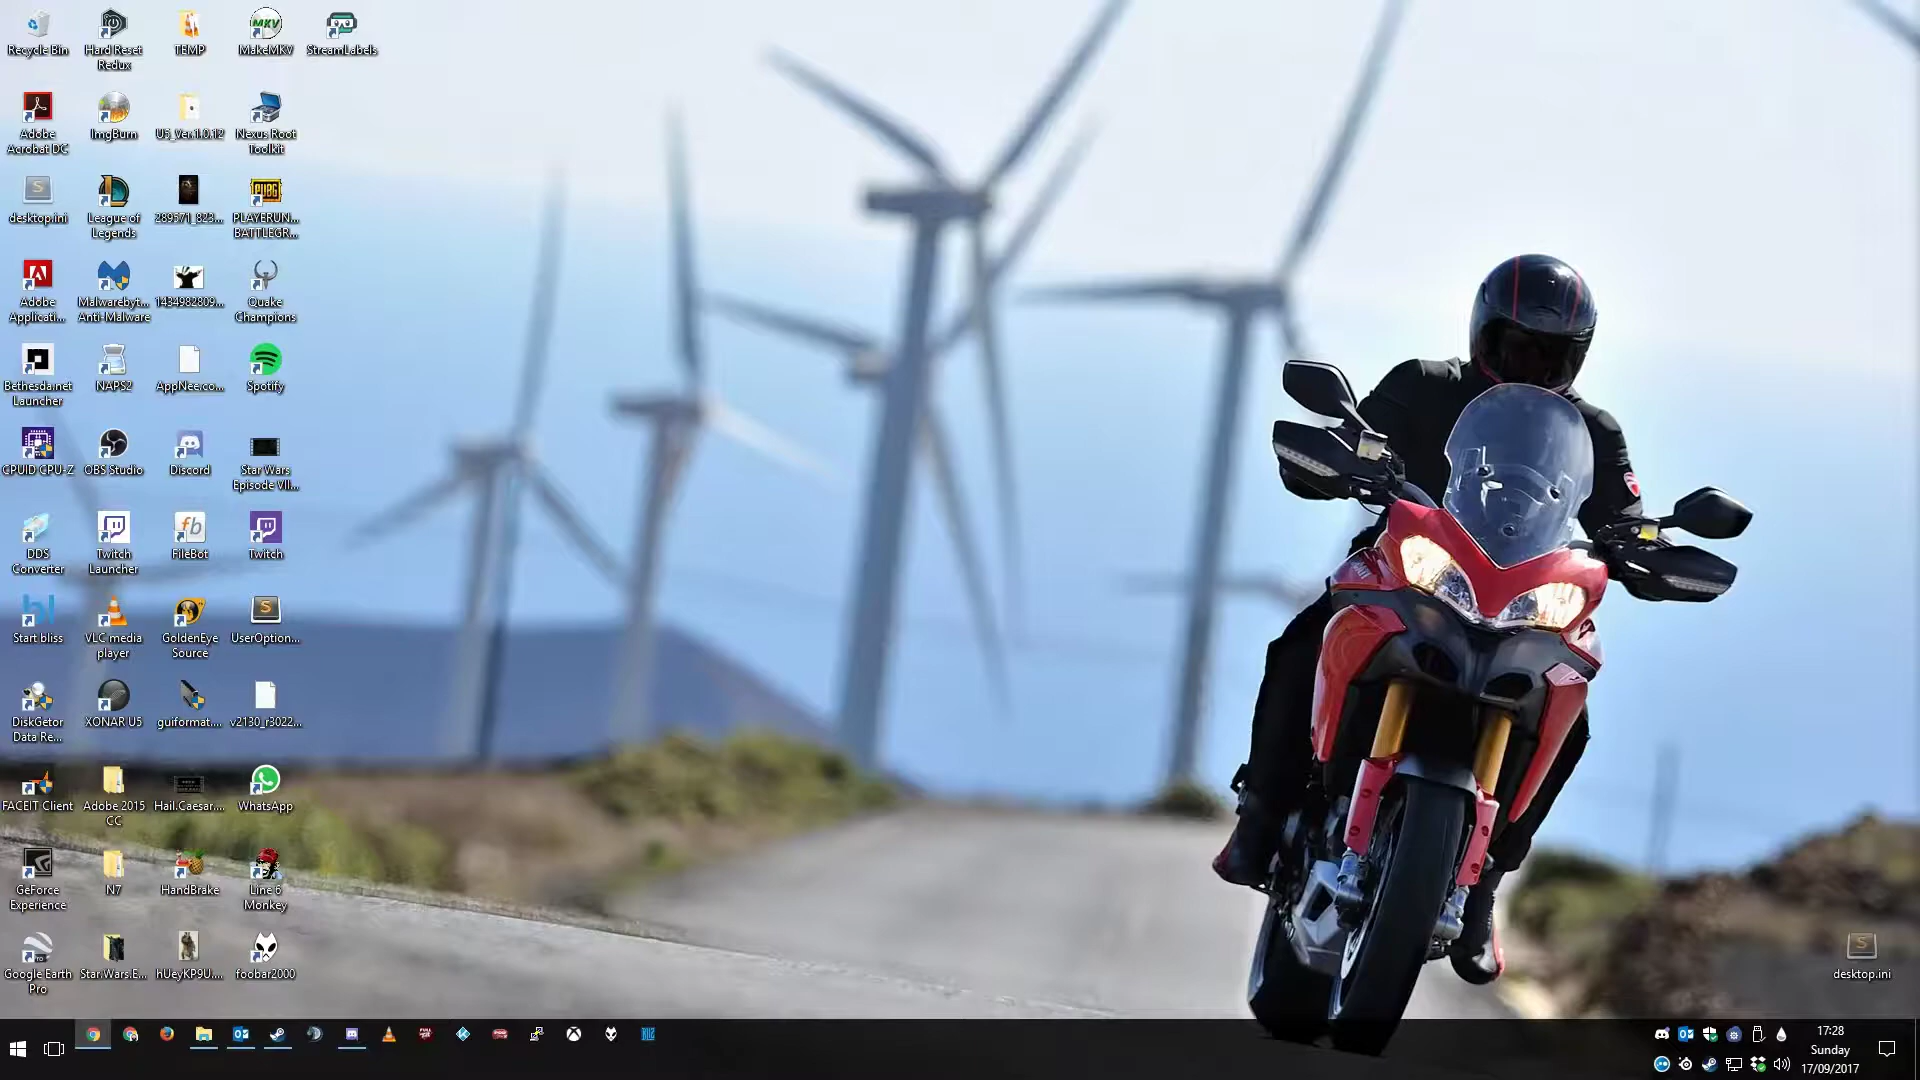 Recycle Bin
Hard Reset
Redux
TEMP
MakeMKV
StreamLabels
Adobe
Acrobat DC
ImgBurn
U5_Ver.1.0.12
Nexus Root
Toolkit
desktop.ini
League of
Legends
289571_823...
PLAYERUN...
BATTLEGR...
Adobe
Applicati...
Malwarebyt...
Anti-Malware
1434982809...
Quake
Champions
Bethesda.net
Launcher
NAPS2
AppNee.co...
Spotify
CPUID CPU-Z
OBS Studio
Discord
Star Wars
Episode VII...
DDS
Converter
Twitch
Launcher
FileBot
Twitch
Start bliss
VLC media
player
GoldenEye
Source
UserOption...
DiskGetor
Data Re...
XONAR U5
guiformat....
v2130_r3022...
FACEIT Client
Adobe 2015
CC
Hail.Caesar....
WhatsApp
GeForce
Experience
N7
HandBrake
Line 6
Monkey
Google Earth
Pro
Star.Wars.E...
hUeyKP9U....
foobar2000
desktop.ini
17:28
Sunday
17/09/2017